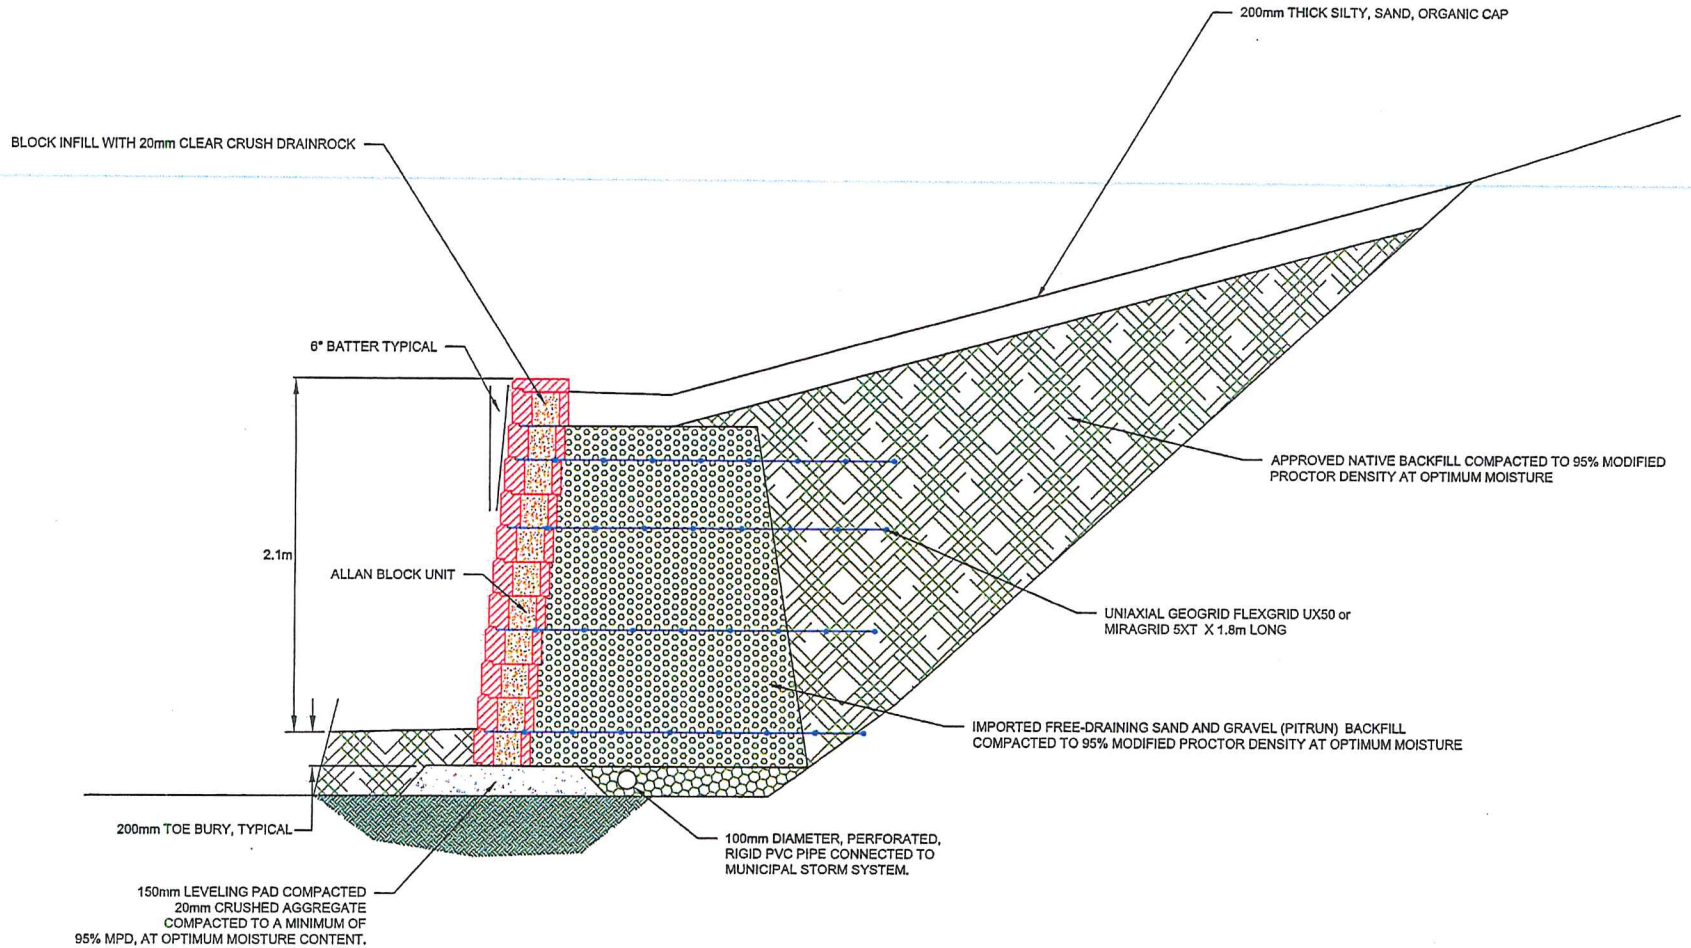 200mm THICK SILTY, SAND, ORGANIC CAP
BLOCK INFILL WITH 20mm CLEAR CRUSH DRAINROCK
6° BATTER TYPICAL
APPROVED NATIVE BACKFILL COMPACTED TO 95% MODIFIED
PROCTOR DENSITY AT OPTIMUM MOISTURE
2.1m
ALLAN BLOCK UNIT
UNIAXIAL GEOGRID FLEXGRID UX50 or
MIRAGRID 5XT X 1.8m LONG
IMPORTED FREE-DRAINING SAND AND GRAVEL (PITRUN) BACKFILL
COMPACTED TO 95% MODIFIED PROCTOR DENSITY AT OPTIMUM MOISTURE
200mm TOE BURY, TYPICAL
100mm DIAMETER, PERFORATED,
RIGID PVC PIPE CONNECTED TO
MUNICIPAL STORM SYSTEM.
150mm LEVELING PAD COMPACTED
20mm CRUSHED AGGREGATE
COMPACTED TO A MINIMUM OF
95% MPD, AT OPTIMUM MOISTURE CONTENT.